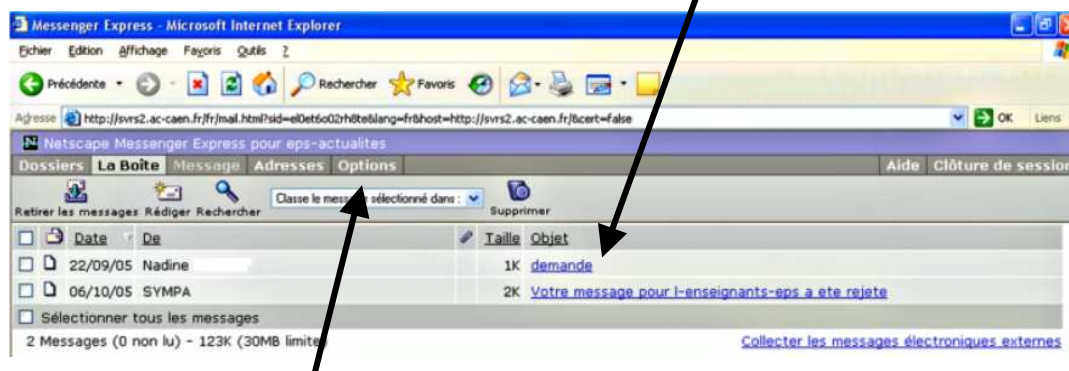 Messenger Express - Microsoft Internet Explorer
Fichier Edition Affichage Favoris Outils ?
Précédente Rechercher Favoris
Adresse http://svrs2.ac-caen.fr/fr/mail.html?sid=el0et6o02rh8te&lang=fr&host=http://svrs2.ac-caen.fr/&cert=false OK Liens
Netscape Messenger Express pour eps-actualites
Dossiers La Boîte Message Adresses Options Aide Clôture de session
Classe le message sélectionné dans :
Retirer les messages Rédiger Rechercher Supprimer
Date De Taille Objet
22/09/05 Nadine 1K demande
06/10/05 SYMPA 2K Votre message pour l-enseignants-eps a ete rejete
Sélectionner tous les messages
2 Messages (0 non lu) - 123K (30MB limite) Collecter les messages électroniques externes